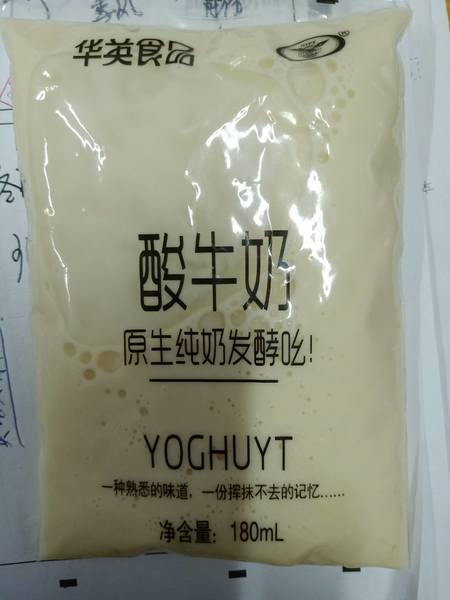 华英食品
®
酸牛奶
原生纯奶发酵吆!
YOGHUYT
一种熟悉的味道，一份挥抹不去的记忆......
净含量：180mL